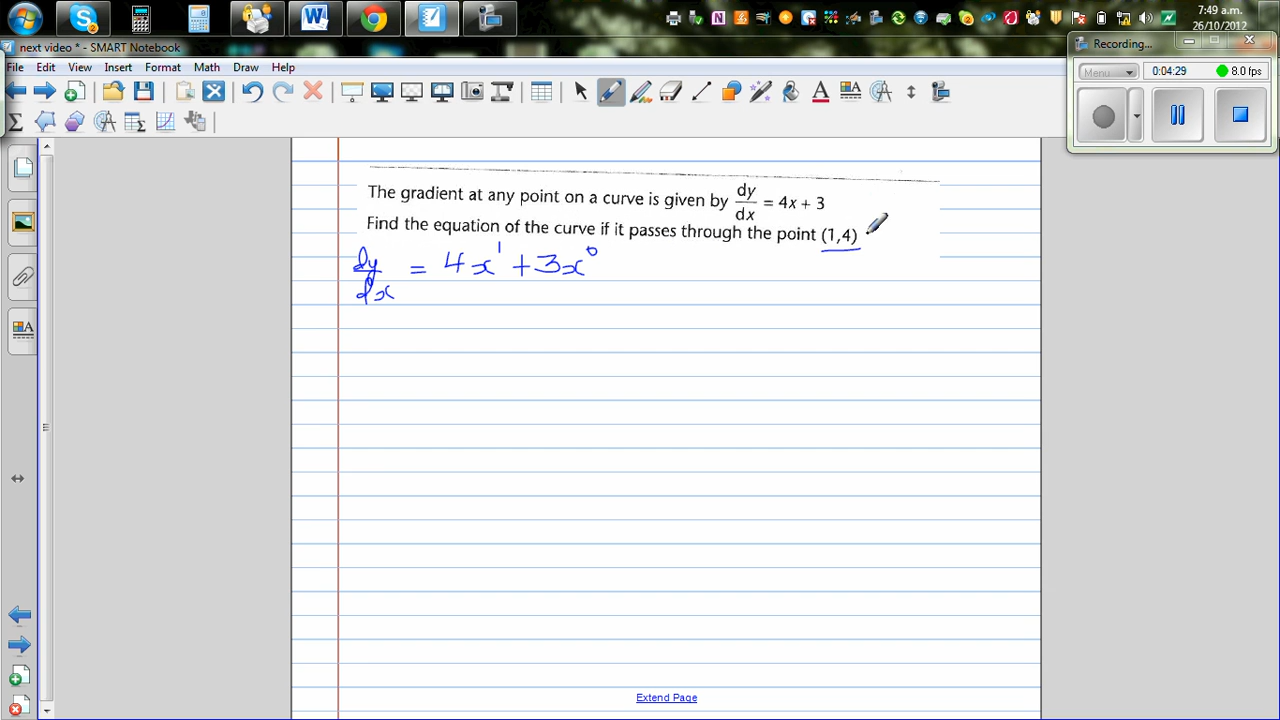 7:49 a.m.
26/10/2012
next video * - SMART Notebook
Recording...
File Edit View Insert Format Math Draw Help
Menu 0:04:29 8.0 fps
The gradient at any point on a curve is given by dy/dx = 4x + 3
Find the equation of the curve if it passes through the point (1,4)
dy/dx = 4x¹ + 3x⁰
Extend Page